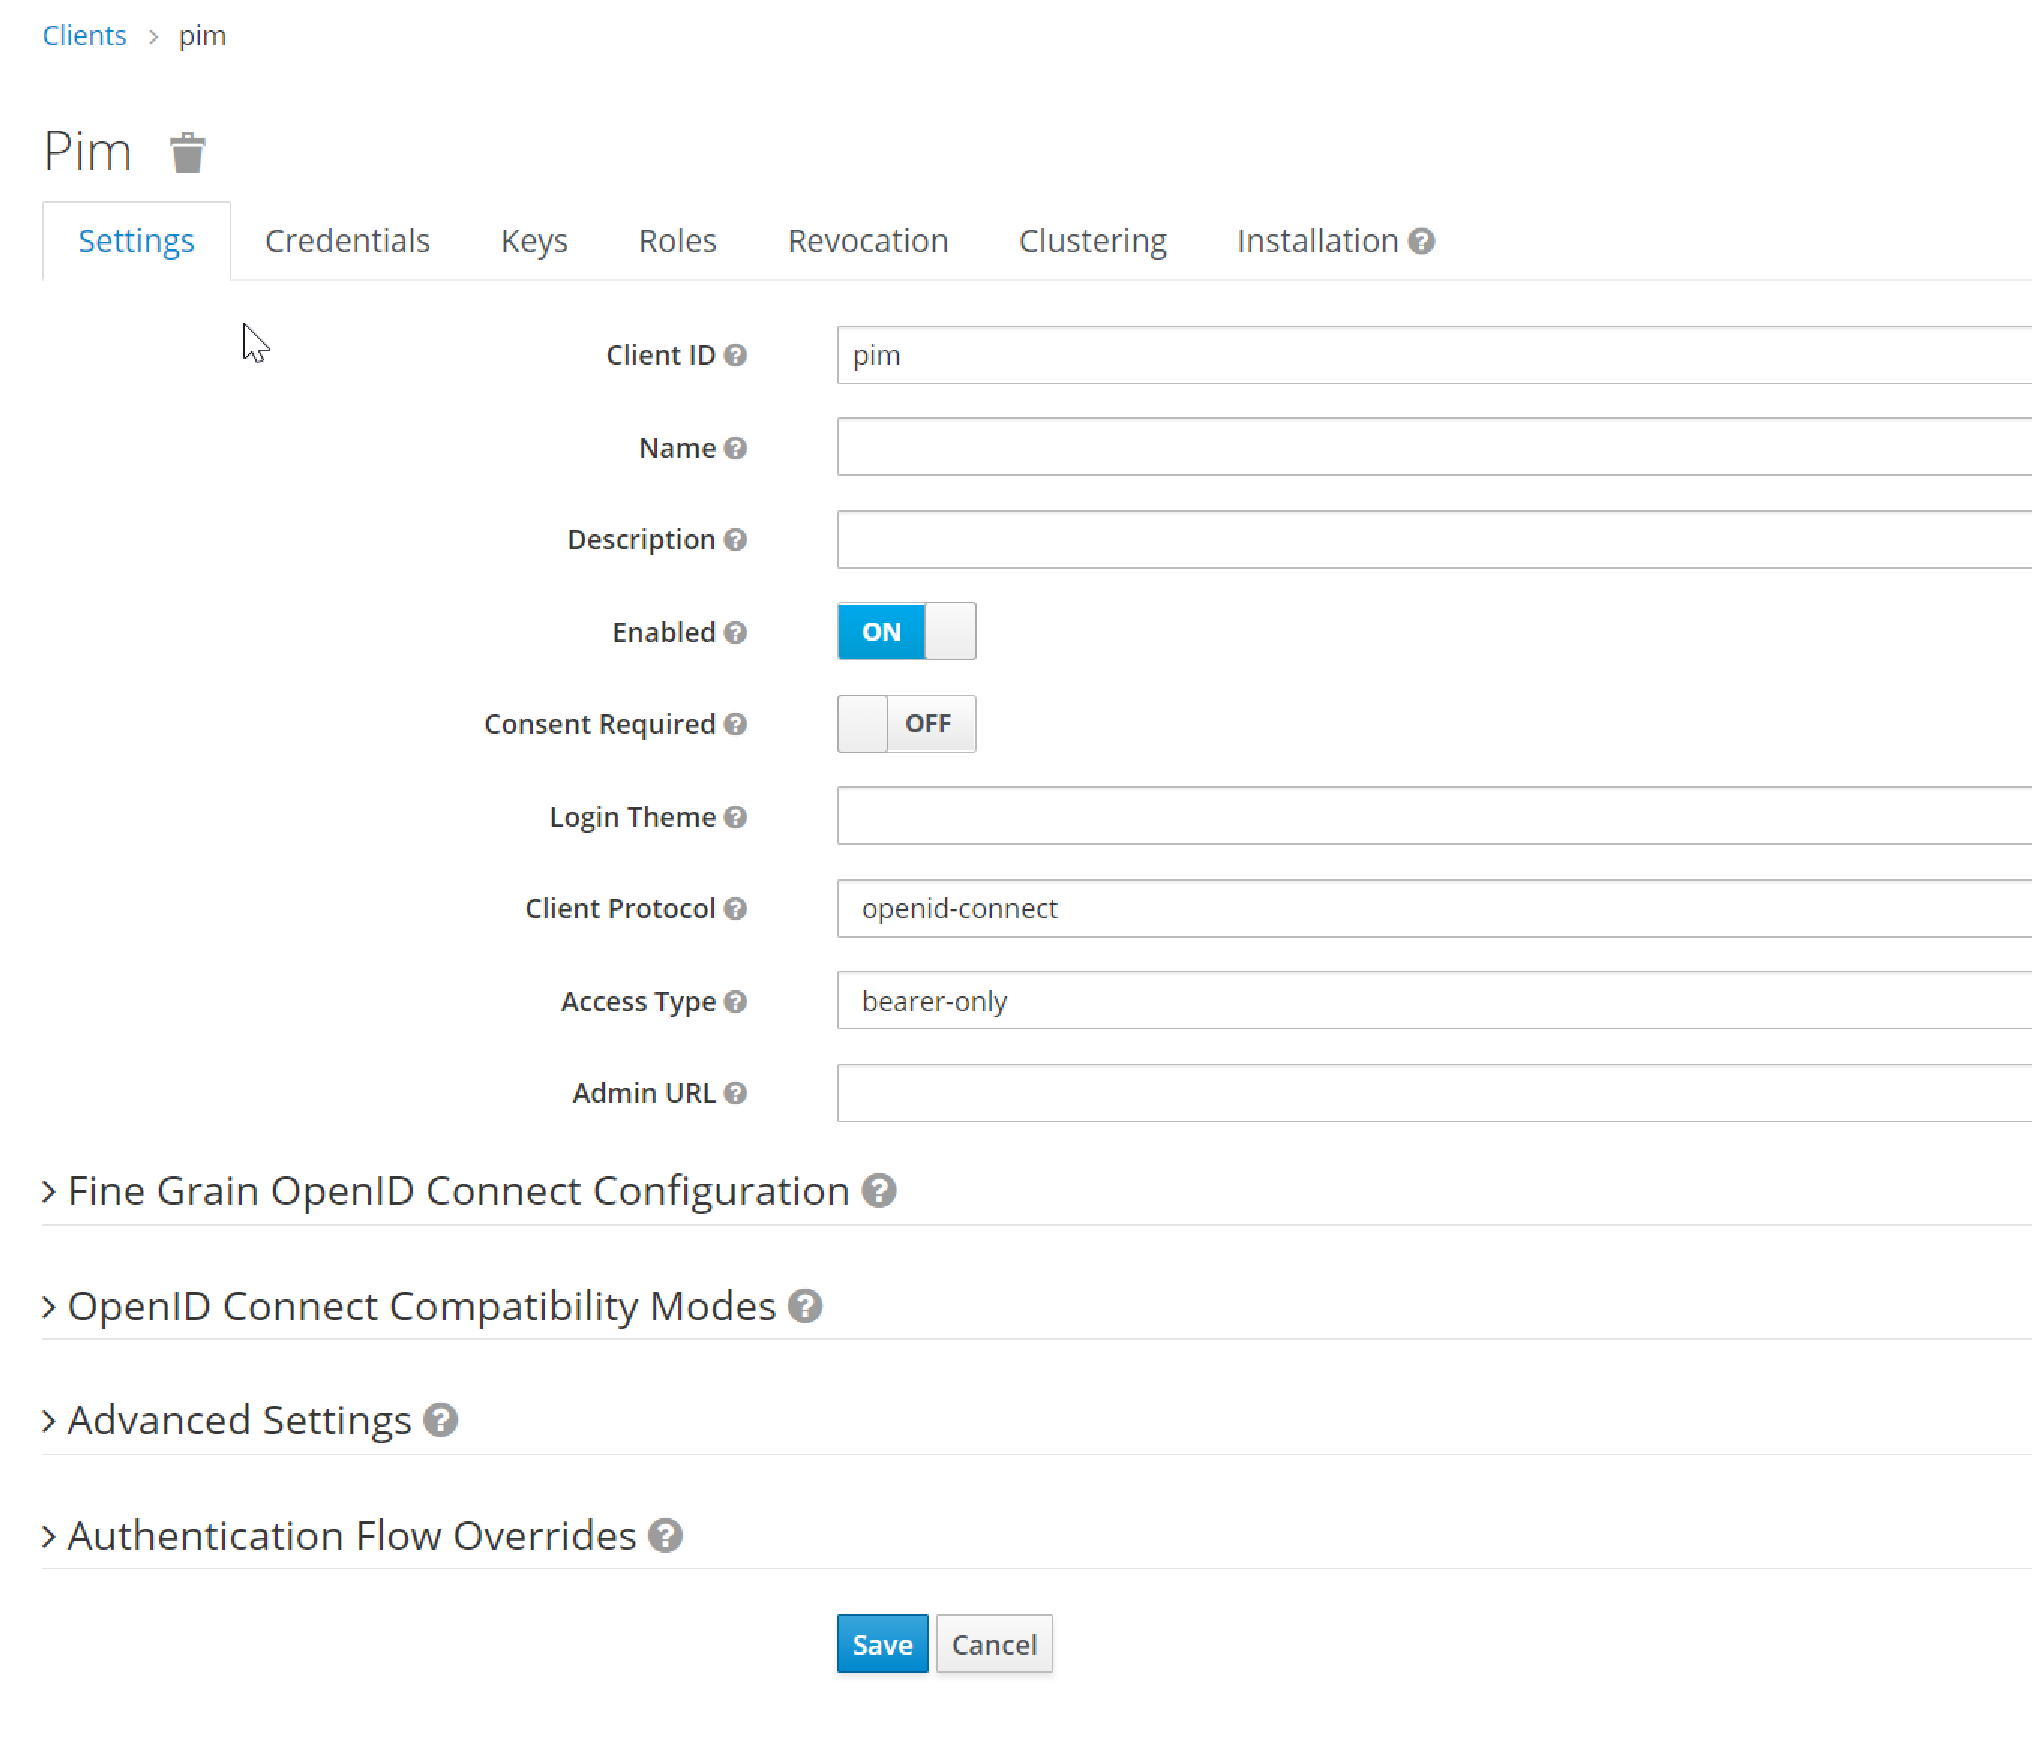 Clients > pim
Pim
Settings Credentials Keys Roles Revocation Clustering Installation ?
Client ID ? pim
Name ?
Description ?
Enabled ? ON
Consent Required ? OFF
Login Theme ?
Client Protocol ? openid-connect
Access Type ? bearer-only
Admin URL ?
> Fine Grain OpenID Connect Configuration ?
> OpenID Connect Compatibility Modes ?
> Advanced Settings ?
> Authentication Flow Overrides ?
Save Cancel